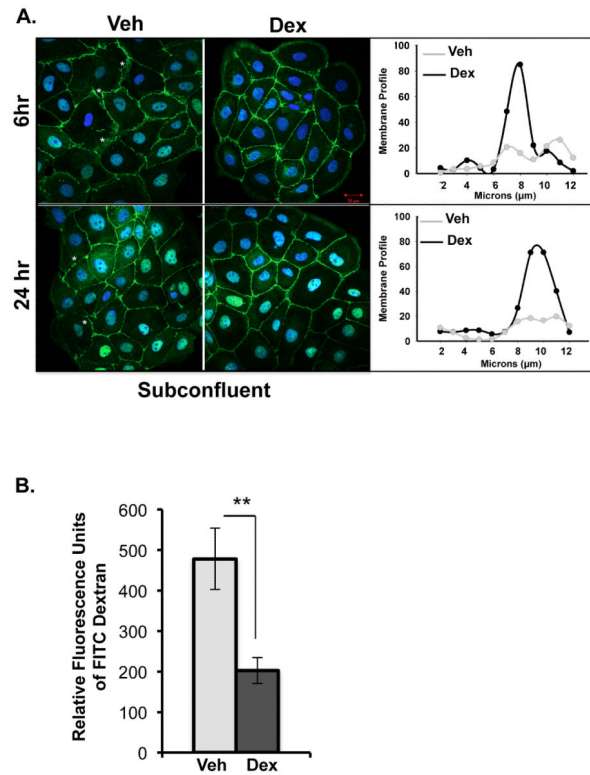 A.
Veh Dex
6hr
100
80
60
40
20
0
Membrane Profile
Veh
Dex
2 4 6 8 10 12
Microns (µm)
24 hr
100
80
60
40
20
0
Membrane Profile
Veh
Dex
2 4 6 8 10 12
Microns (µm)
Subconfluent
B.
Relative Fluorescence Units
of FITC Dextran
600
500
400
300
200
100
0
**
Veh Dex